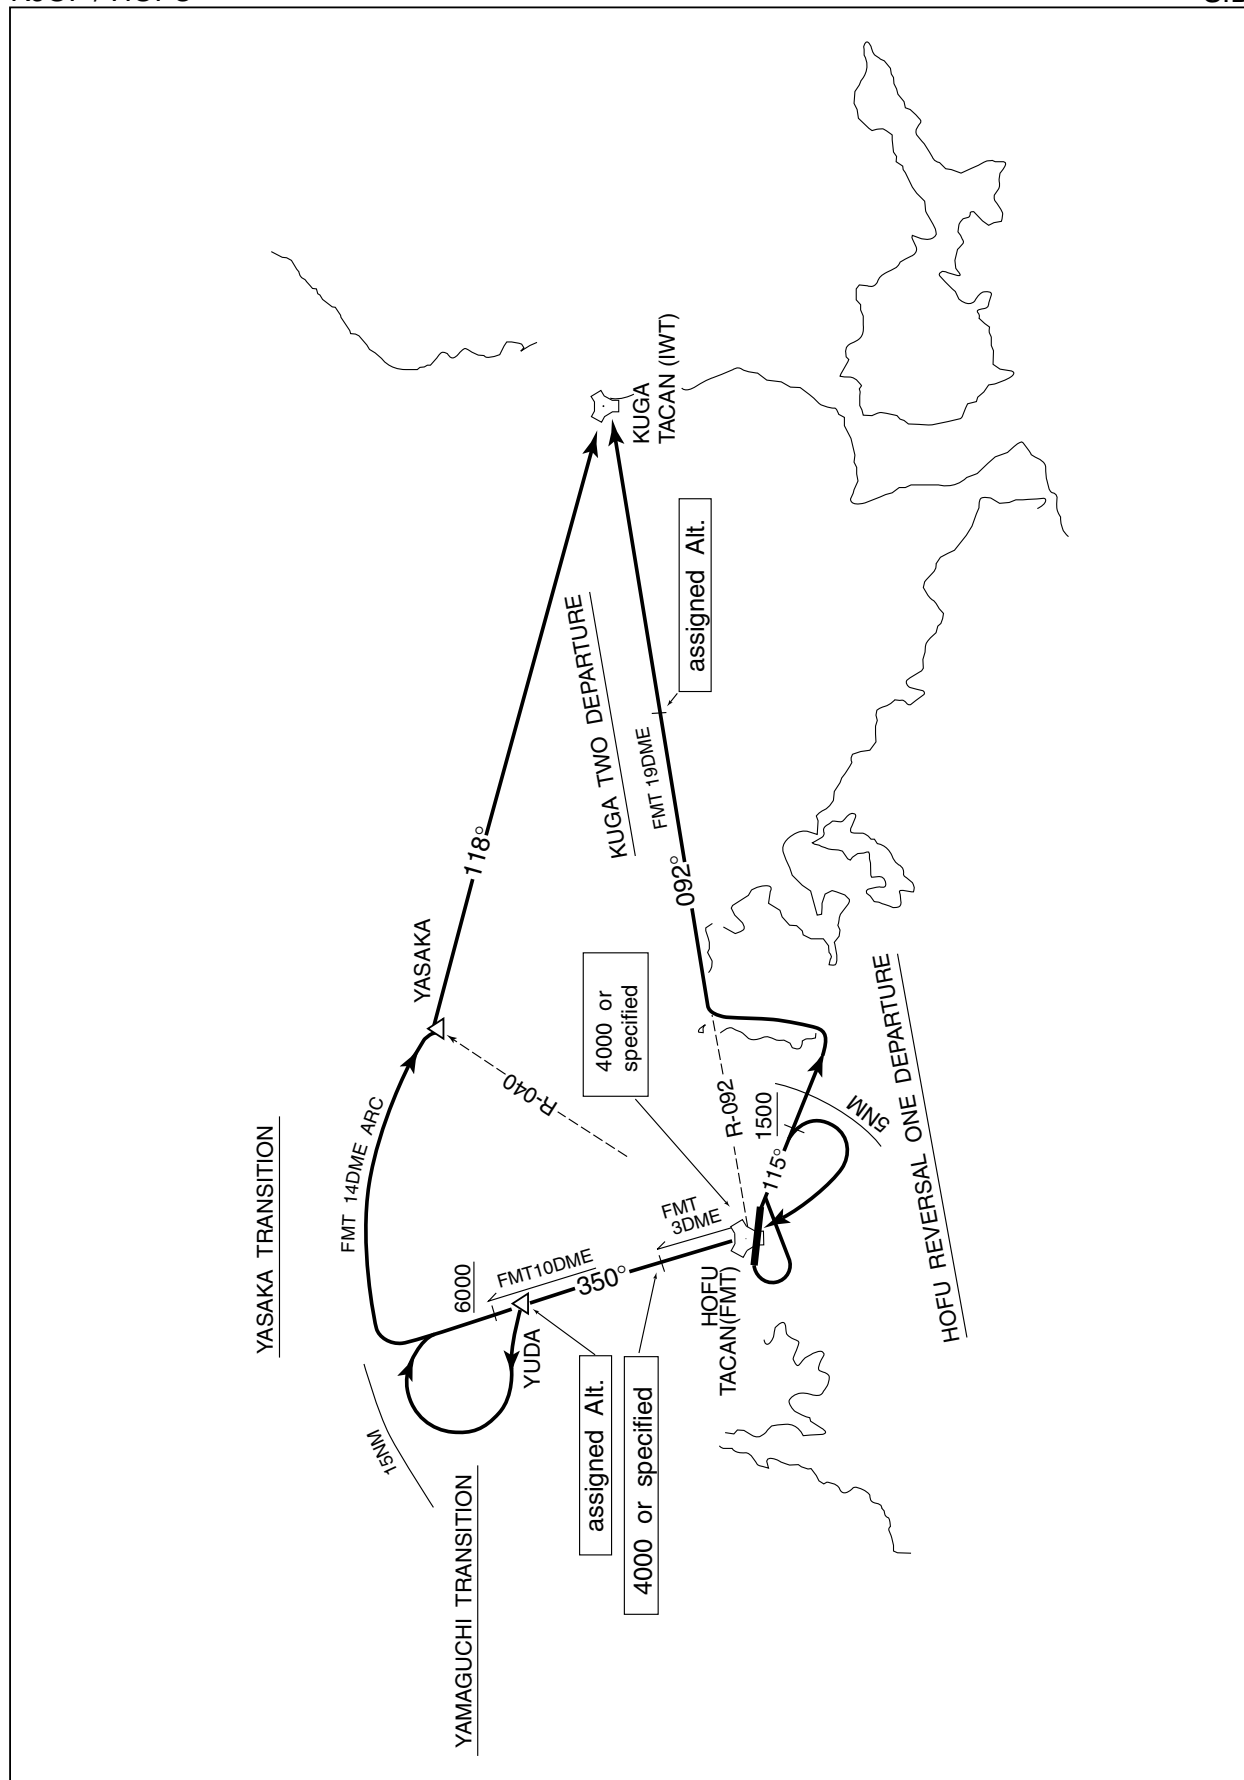 YASAKA TRANSITION
FMT 14DME ARC
15NM
YASAKA
118°
R-040
6000
FMT10DME
350°
YUDA
YAMAGUCHI TRANSITION
assigned Alt.
4000 or specified
KUGA TWO DEPARTURE
FMT 19DME
092°
KUGA
TACAN (IWT)
assigned Alt.
4000 or
specified
FMT
3DME
R-092
1500
115°
5NM
HOFU
TACAN(FMT)
HOFU REVERSAL ONE DEPARTURE